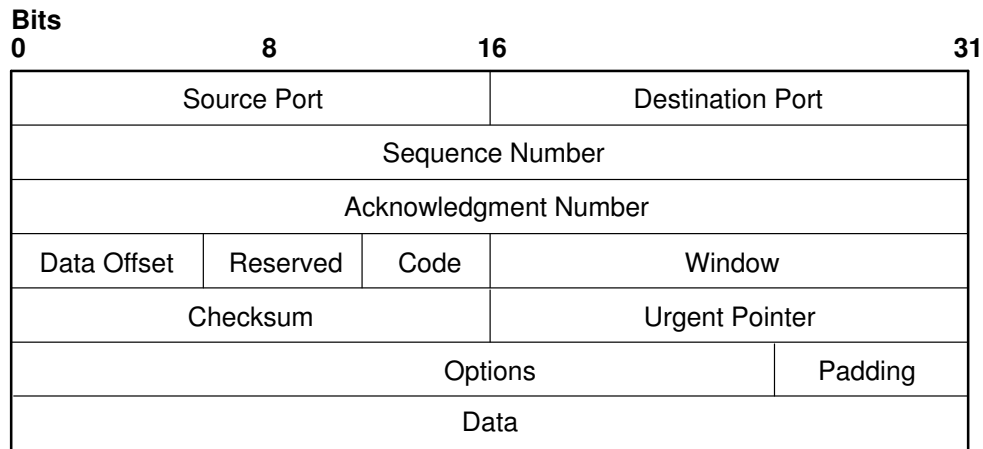 Bits
0 8 16 31
Source Port Destination Port
Sequence Number
Acknowledgment Number
Data Offset Reserved Code Window
Checksum Urgent Pointer
Options Padding
Data